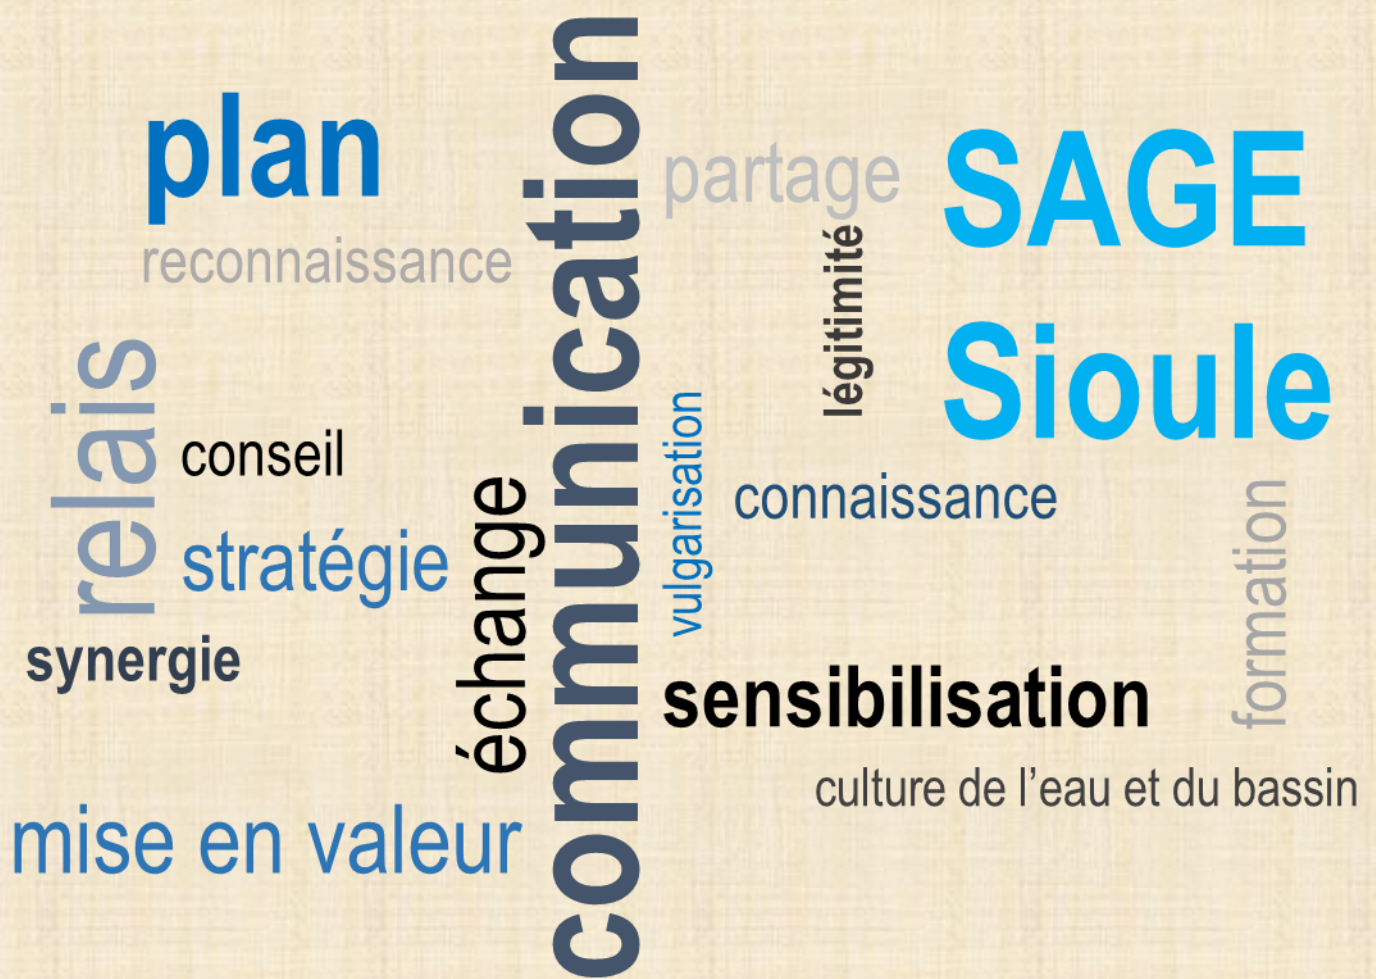 plan
reconnaissance
relais
conseil
stratégie
synergie
échange
mise en valeur
communication
partage
légitimité
SAGE
Sioule
vulgarisation
connaissance
formation
sensibilisation
culture de l’eau et du bassin